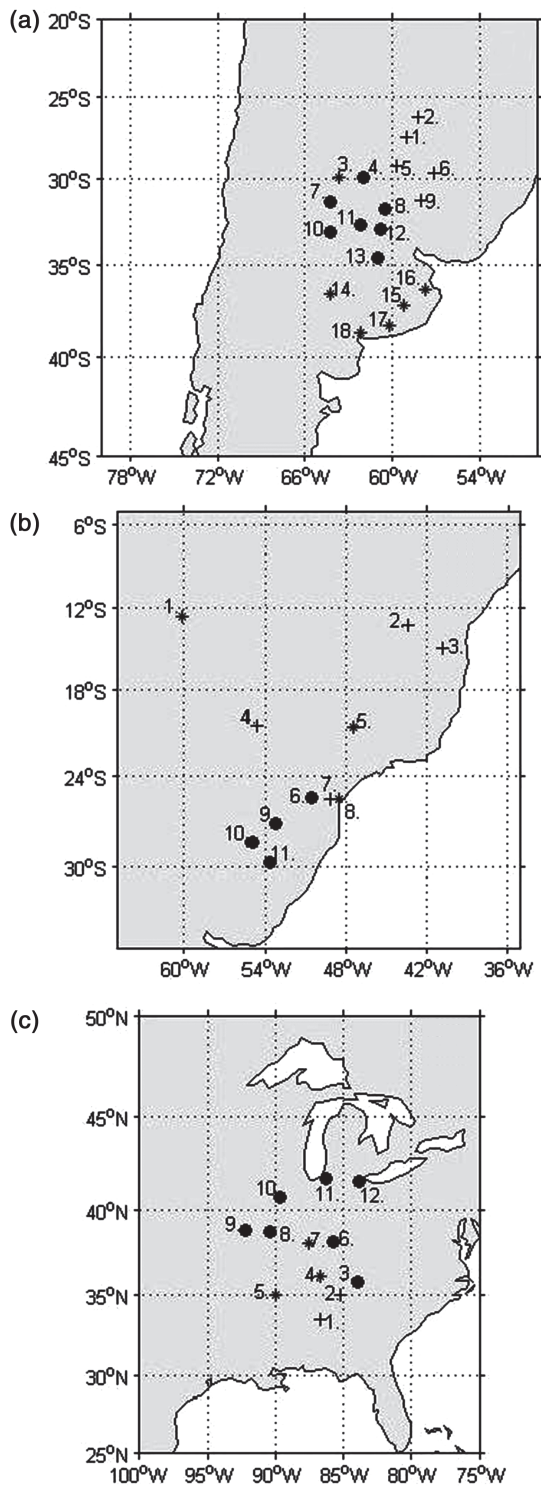 (a)
20°S
25°S
30°S
35°S
40°S
45°S
2.
1.
3. 4. 5. 6.
7 8. 9.
11 12.
10
13.
14. 15. 16.
17
18.
78°W 72°W 66°W 60°W 54°W
(b)
6°S
12°S
18°S
24°S
30°S
1
2
3.
4 5.
6. 7
8.
9
10
11.
60°W 54°W 48°W 42°W 36°W
(c)
50°N
45°N
40°N
35°N
30°N
25°N
10 11. 12.
9 8. 7. 6.
4 3
5. 2
1.
100°W 95°W 90°W 85°W 80°W 75°W